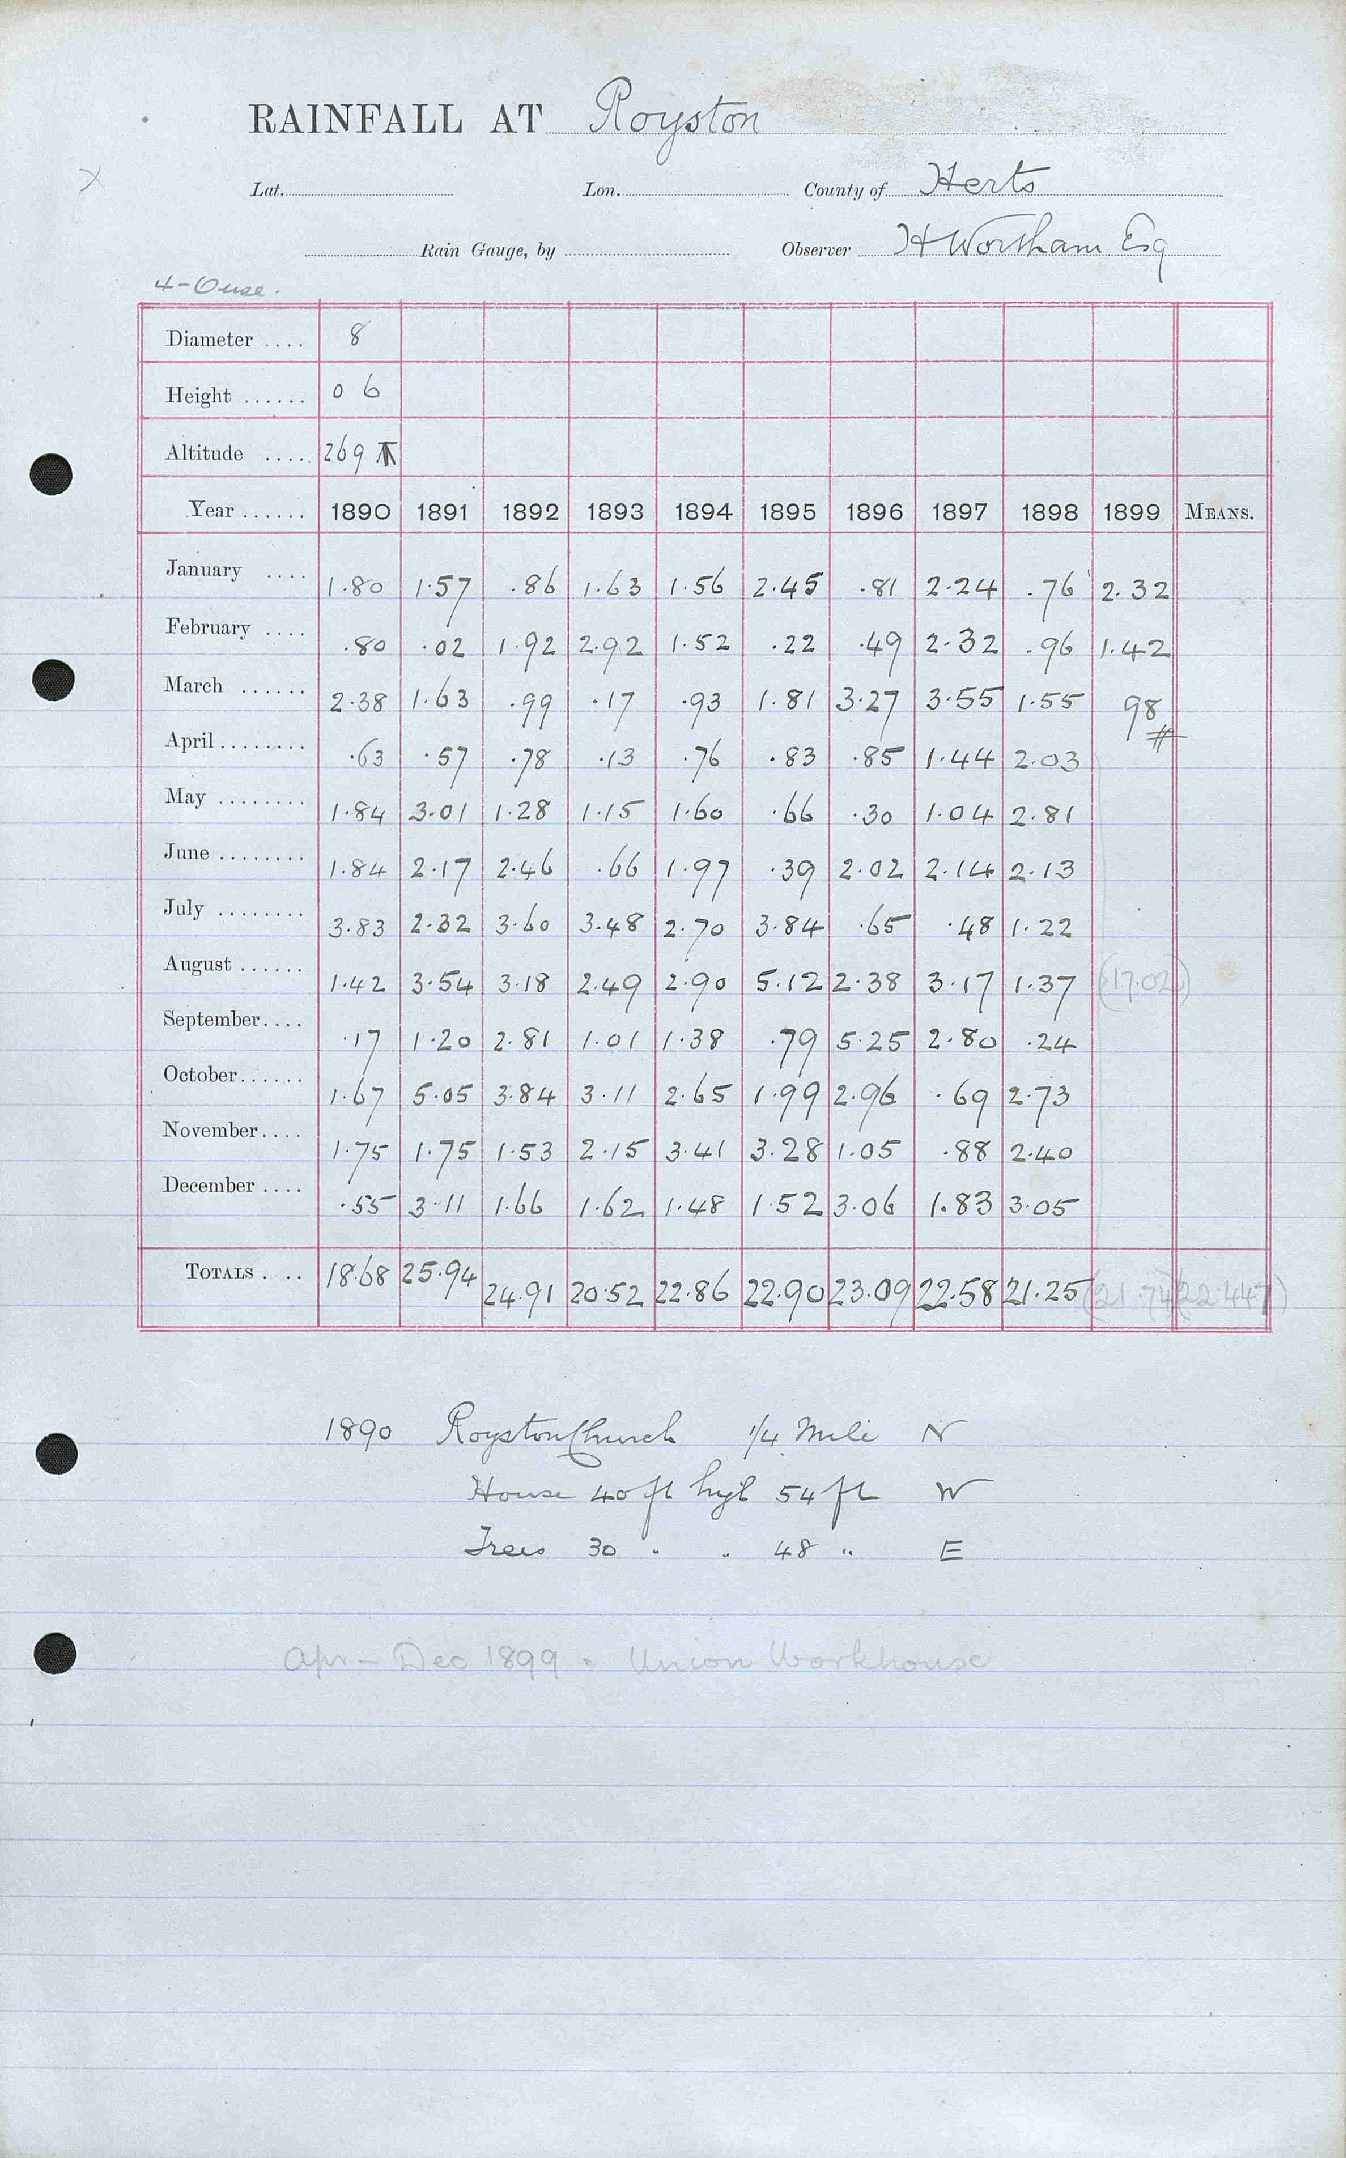 RAINFALL AT Royston
Lat. Lon. County of Herts
Rain Gauge, by Observer H Wortham Esq
4-Ouse.
Diameter .... 8
Height ...... 0 6
Altitude ..... 269 T
Year ...... 1890 1891 1892 1893 1894 1895 1896 1897 1898 1899 MEANS.
January .... 1.80 1.57 .86 1.63 1.56 2.45 .81 2.24 .76 2.32
February .... .80 .02 1.92 2.92 1.52 .22 .49 2.32 .96 1.42
March ...... 2.38 1.63 .99 .17 .93 1.81 3.27 3.55 1.55 98
April........ .63 .57 .78 .13 .76 .83 .85 1.44 2.03
May ........ 1.84 3.01 1.28 1.15 1.60 .66 .30 1.04 2.81
June ........ 1.84 2.17 2.46 .66 1.97 .39 2.02 2.14 2.13
July ........ 3.83 2.32 3.60 3.48 2.70 3.84 .65 .48 1.22
August ...... 1.42 3.54 3.18 2.49 2.90 5.12 2.38 3.17 1.37 (17.02)
September.... .17 1.20 2.81 1.01 1.38 .79 5.25 2.80 .24
October....... 1.67 5.05 3.84 3.11 2.65 1.99 2.96 .69 2.73
November.... 1.75 1.75 1.53 2.15 3.41 3.28 1.05 .88 2.40
December .... .55 3.11 1.66 1.62 1.48 1.52 3.06 1.83 3.05
TOTALS .... 18.68 25.94 24.91 20.52 22.86 22.90 23.09 22.58 21.25 (21.74) (22.447)
1890 Royston Church 1/4 Mile N
House 40 ft high 54 ft W
Trees 30 " " 48 " E
Apr - Dec 1899 = Union Workhouse